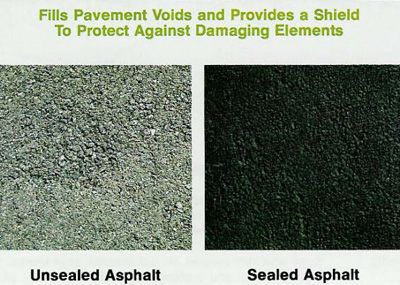 Fills Pavement Voids and Provides a Shield
To Protect Against Damaging Elements
Unsealed Asphalt
Sealed Asphalt